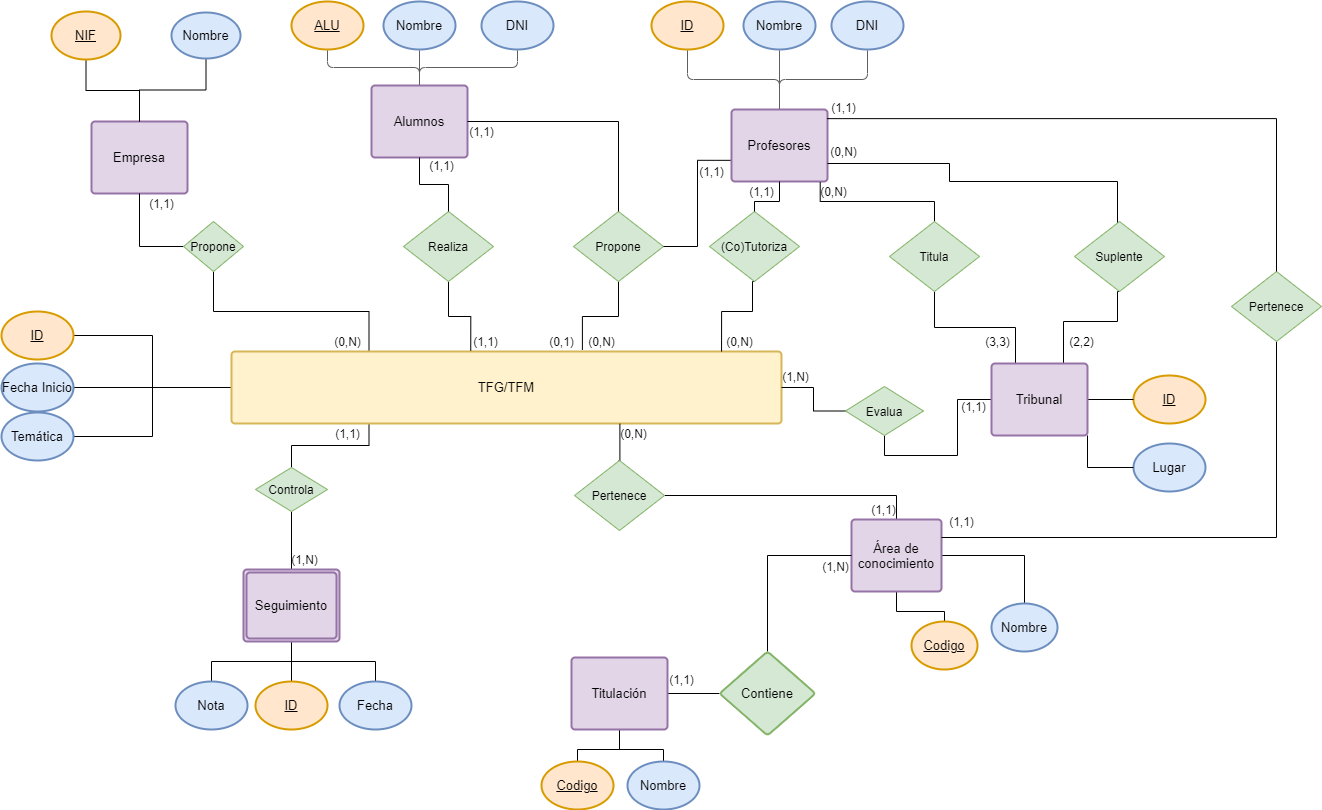 NIF
Nombre
ALU
Nombre
DNI
ID
Nombre
DNI
Empresa
(1,1)
Alumnos
(1,1)
(1,1)
Profesores
(1,1)
(0,N)
(1,1)
(1,1)
(0,N)
Propone
Realiza
Propone
(Co)Tutoriza
Titula
Suplente
Pertenece
ID
Fecha Inicio
Temática
(0,N)
(1,1)
(0,1)
(0,N)
(0,N)
(3,3)
(2,2)
TFG/TFM
(1,N)
Evalua
(1,1)
Tribunal
ID
Lugar
(1,1)
(0,N)
Controla
Pertenece
(1,1)
(1,1)
Área de
conocimiento
(1,N)
(1,N)
Seguimiento
Codigo
Nombre
Nota
ID
Fecha
Titulación
(1,1)
Contiene
Codigo
Nombre